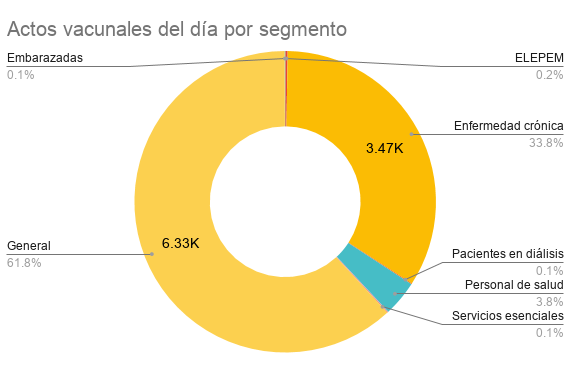 Actos vacunales del día por segmento
Embarazadas
0.1%
ELEPEM
0.2%
Enfermedad crónica
33.8%
3.47K
6.33K
General
61.8%
Pacientes en diálisis
0.1%
Personal de salud
3.8%
Servicios esenciales
0.1%